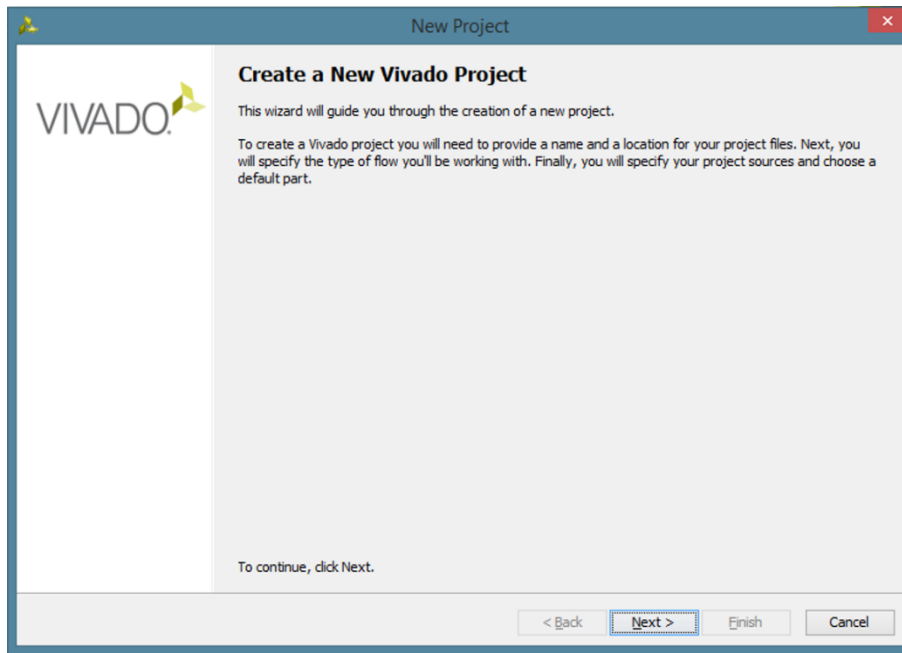 New Project
VIVADO.
Create a New Vivado Project
This wizard will guide you through the creation of a new project.
To create a Vivado project you will need to provide a name and a location for your project files. Next, you
will specify the type of flow you'll be working with. Finally, you will specify your project sources and choose a
default part.
To continue, click Next.
< Back Next > Finish Cancel